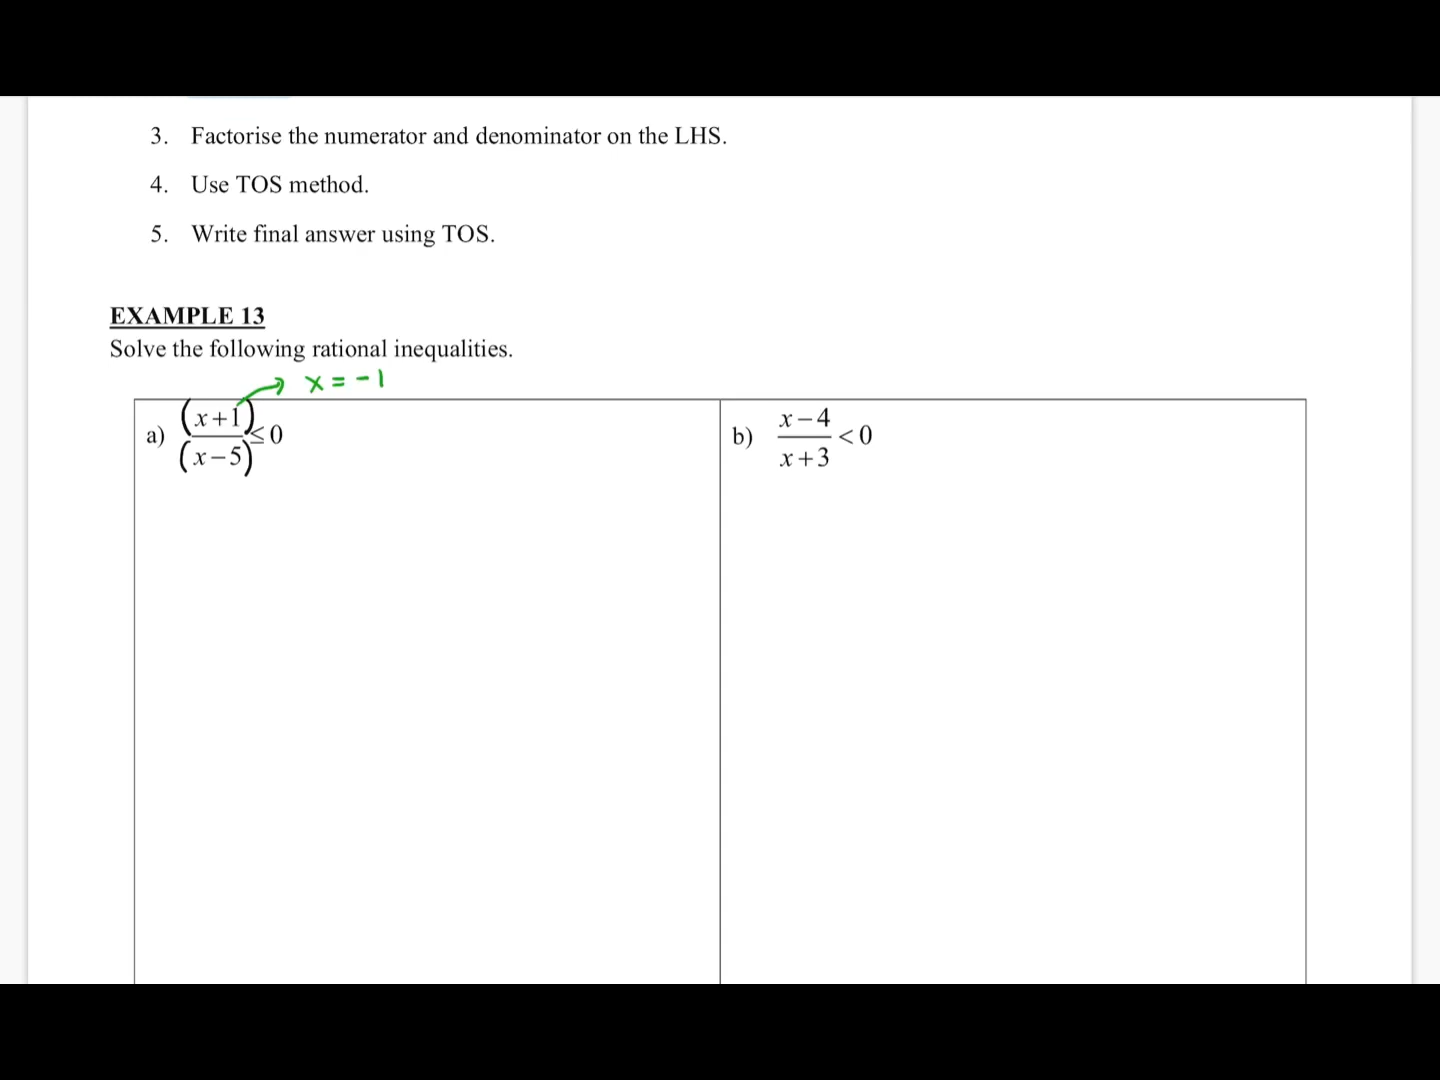 3. Factorise the numerator and denominator on the LHS.
4. Use TOS method.
5. Write final answer using TOS.
EXAMPLE 13
Solve the following rational inequalities.
x = -1
a) (x+1)/(x-5) ≤ 0
b) x-4/x+3 < 0